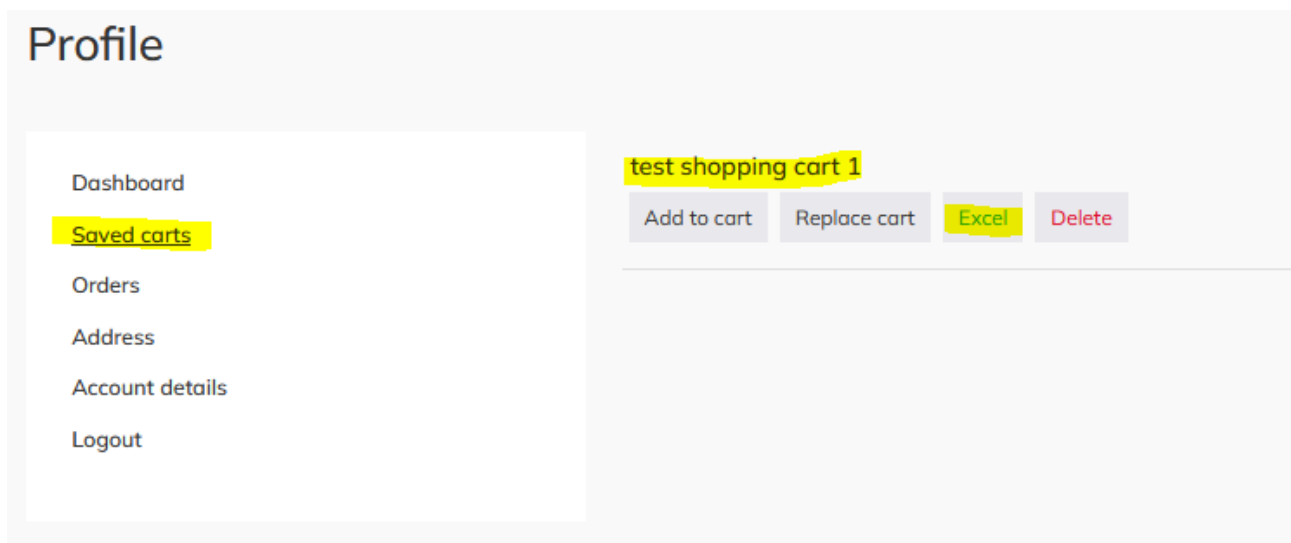 Profile
Dashboard
Saved carts
Orders
Address
Account details
Logout
test shopping cart 1
Add to cart Replace cart Excel Delete